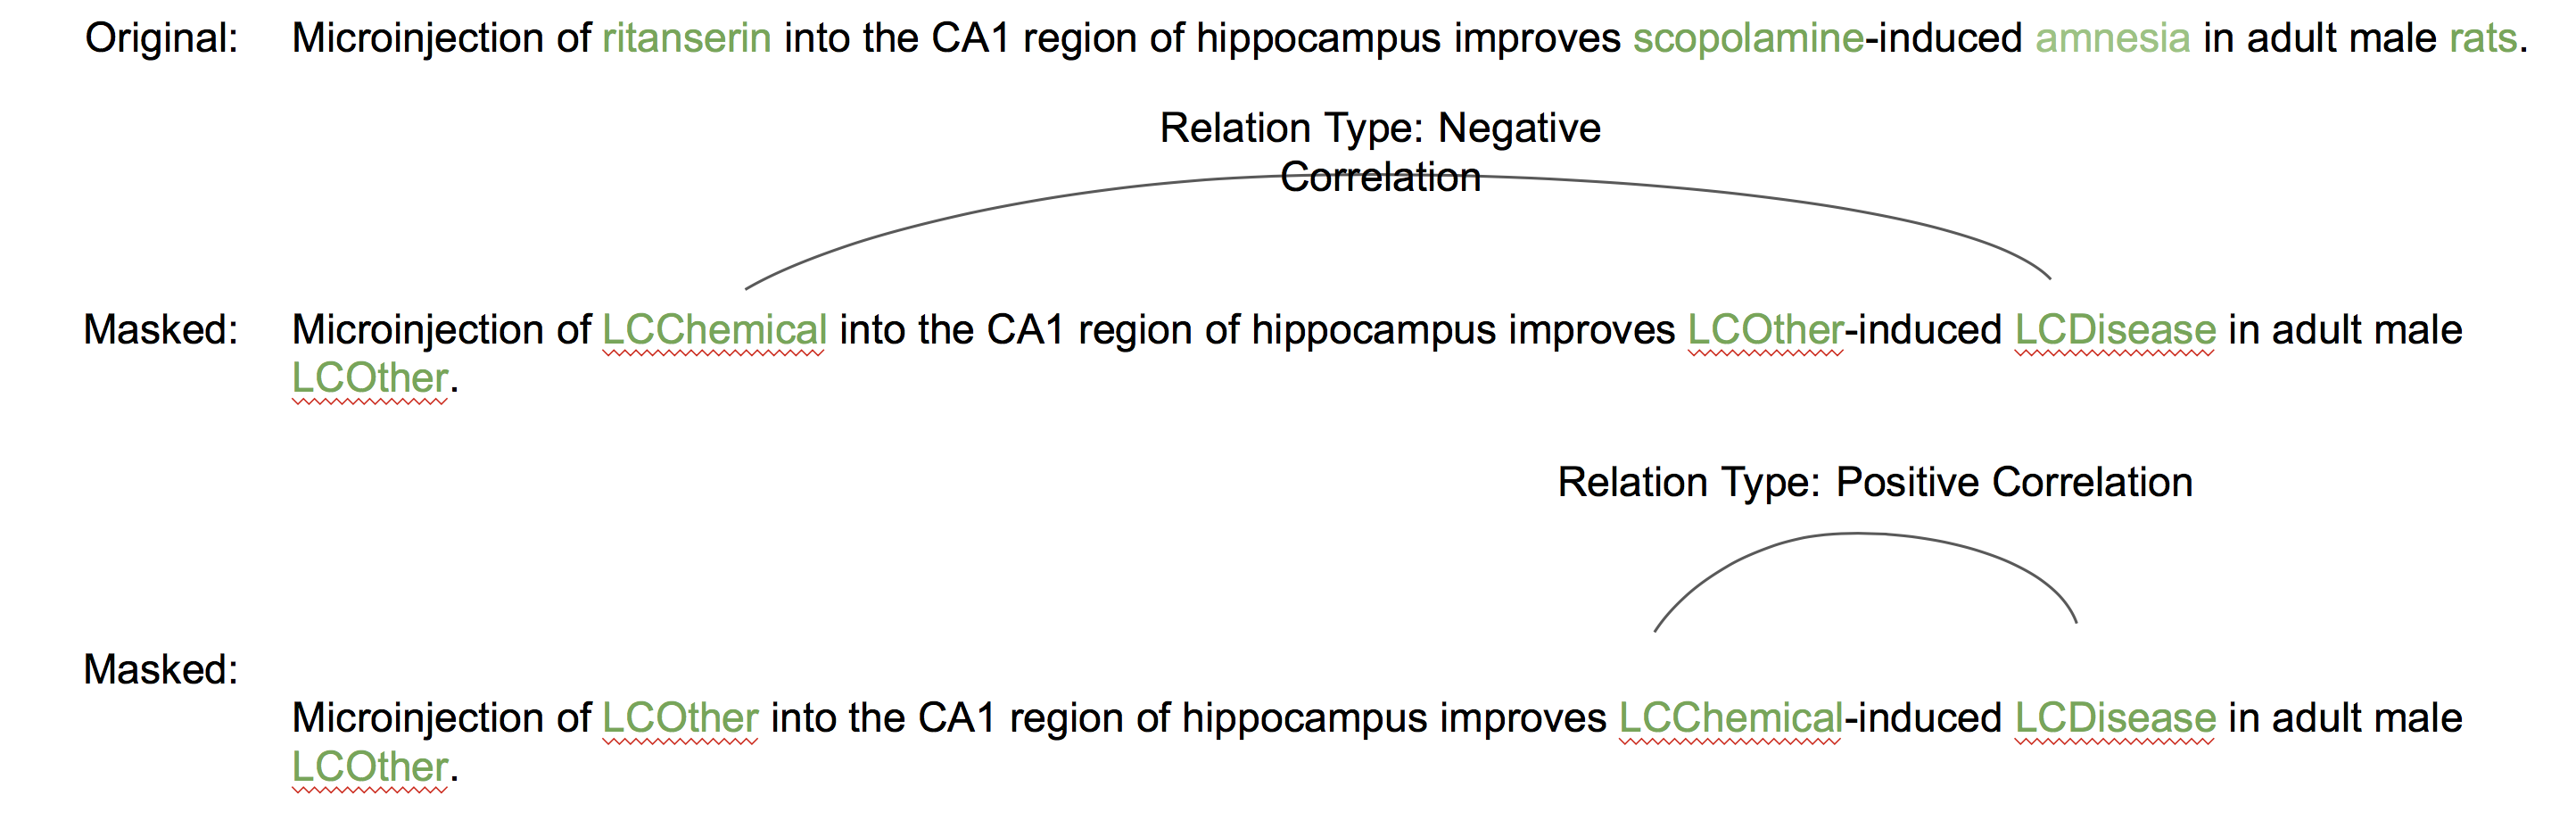 Original: Microinjection of ritanserin into the CA1 region of hippocampus improves scopolamine-induced amnesia in adult male rats.
Relation Type: Negative
Correlation
Masked: Microinjection of LCChemical into the CA1 region of hippocampus improves LCOther-induced LCDisease in adult male
LCOther.
Relation Type: Positive Correlation
Masked:
Microinjection of LCOther into the CA1 region of hippocampus improves LCChemical-induced LCDisease in adult male
LCOther.